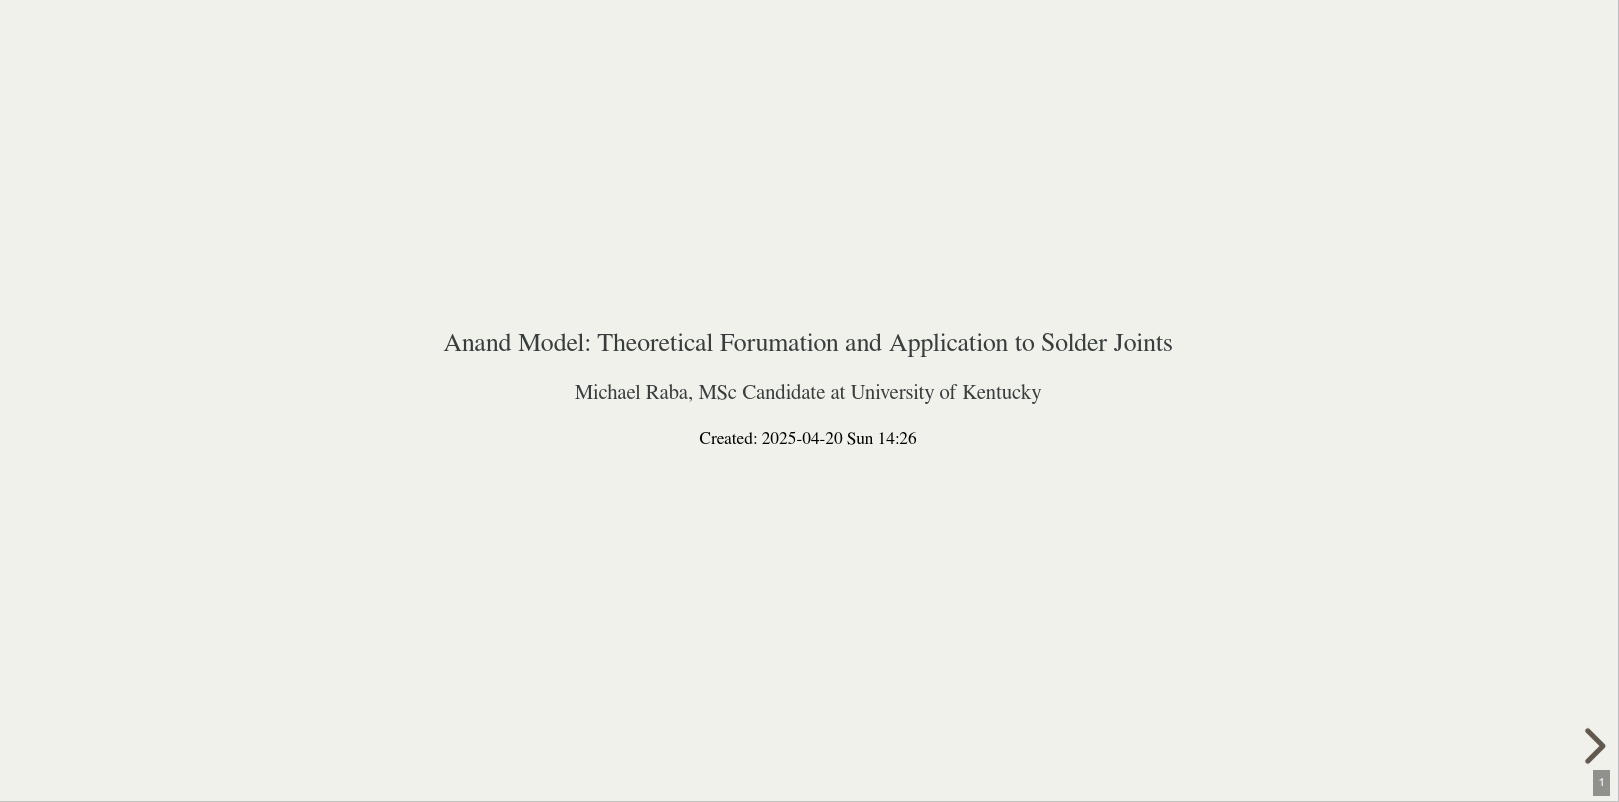 Anand Model: Theoretical Forumation and Application to Solder Joints
Michael Raba, MSc Candidate at University of Kentucky
Created: 2025-04-20 Sun 14:26
1